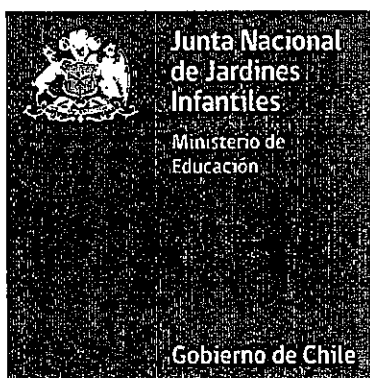 Junta Nacional
de Jardines
Infantiles
Ministerio de
Educación
Gobierno de Chile